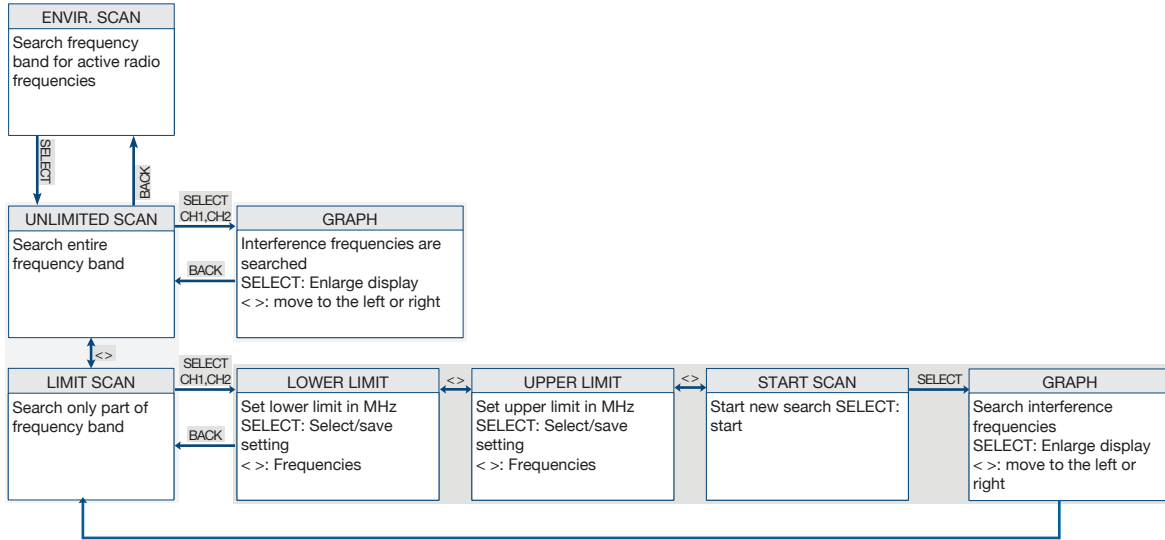 ENVIR. SCAN
Search frequency
band for active radio
frequencies
SELECT
BACK
UNLIMITED SCAN
Search entire
frequency band
SELECT
CH1,CH2
BACK
GRAPH
Interference frequencies are
searched
SELECT: Enlarge display
< >: move to the left or right
<>
LIMIT SCAN
Search only part of
frequency band
SELECT
CH1,CH2
BACK
LOWER LIMIT
Set lower limit in MHz
SELECT: Select/save
setting
< >: Frequencies
<>
UPPER LIMIT
Set upper limit in MHz
SELECT: Select/save
setting
< >: Frequencies
<>
START SCAN
Start new search SELECT:
start
SELECT
GRAPH
Search interference
frequencies
SELECT: Enlarge display
< >: move to the left or
right